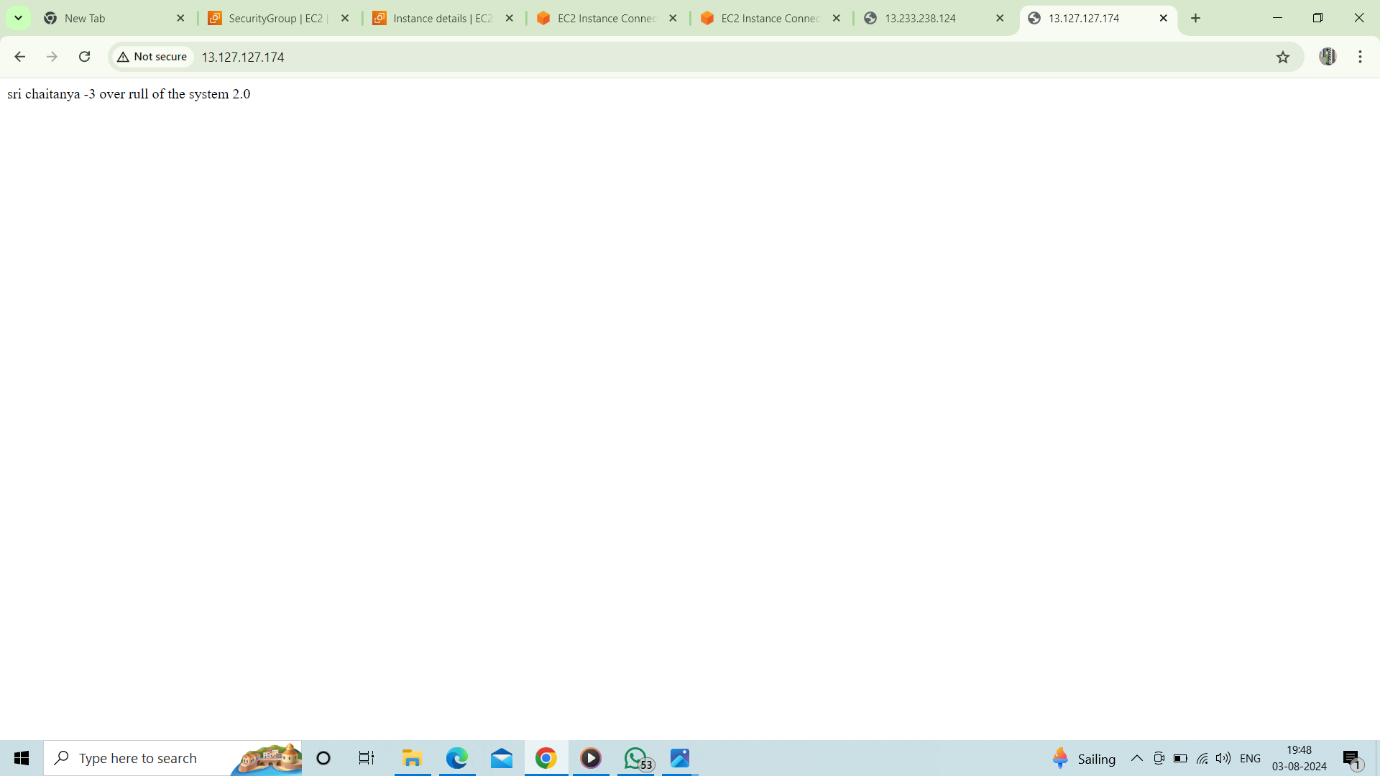 New Tab
SecurityGroup | EC2 |
Instance details | EC2
EC2 Instance Connec
EC2 Instance Connec
13.233.238.124
13.127.127.174
Not secure
13.127.127.174
sri chaitanya -3 over rull of the system 2.0
Type here to search
53
Sailing
ENG
19:48
03-08-2024
1